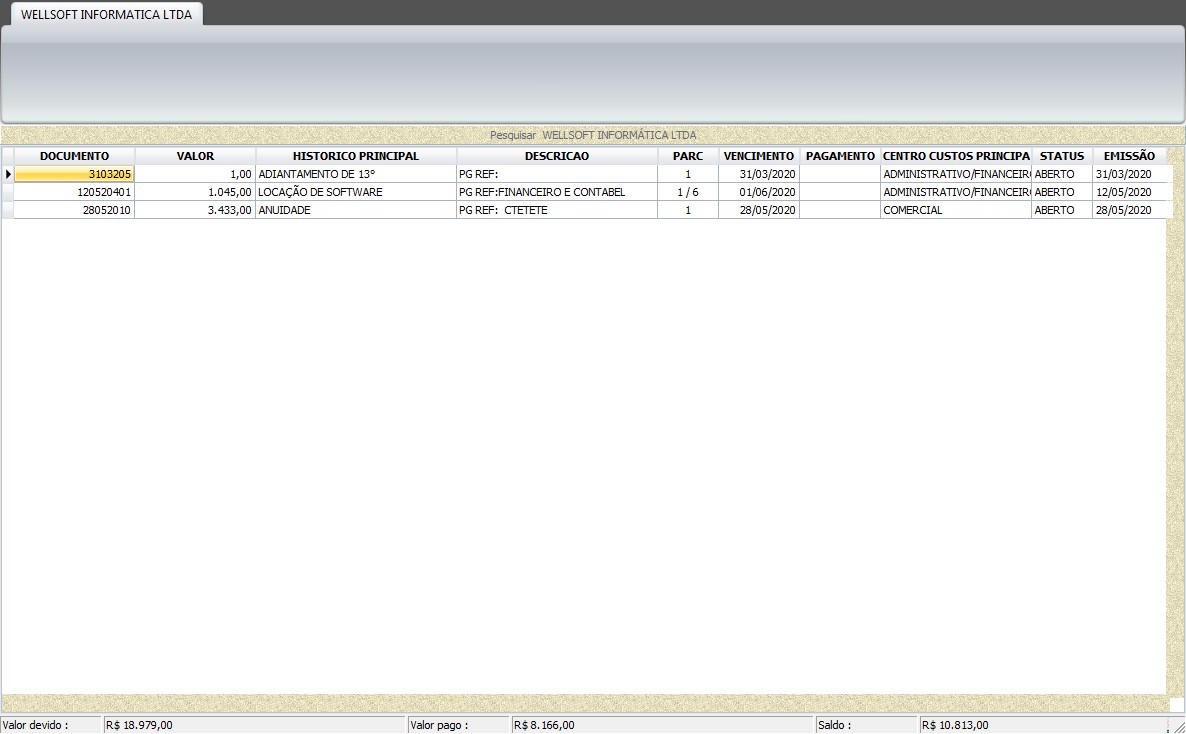 WELLSOFT INFORMATICA LTDA
Pesquisar WELLSOFT INFORMÁTICA LTDA
DOCUMENTO VALOR HISTORICO PRINCIPAL DESCRICAO PARC VENCIMENTO PAGAMENTO CENTRO CUSTOS PRINCIPA STATUS EMISSÃO
3103205 1,00 ADIANTAMENTO DE 13º PG REF: 1 31/03/2020 ADMINISTRATIVO/FINANCEIR ABERTO 31/03/2020
120520401 1.045,00 LOCAÇÃO DE SOFTWARE PG REF:FINANCEIRO E CONTABEL 1 / 6 01/06/2020 ADMINISTRATIVO/FINANCEIR ABERTO 12/05/2020
28052010 3.433,00 ANUIDADE PG REF: CTETETE 1 28/05/2020 COMERCIAL ABERTO 28/05/2020
Valor devido : R$ 18.979,00 Valor pago : R$ 8.166,00 Saldo : R$ 10.813,00